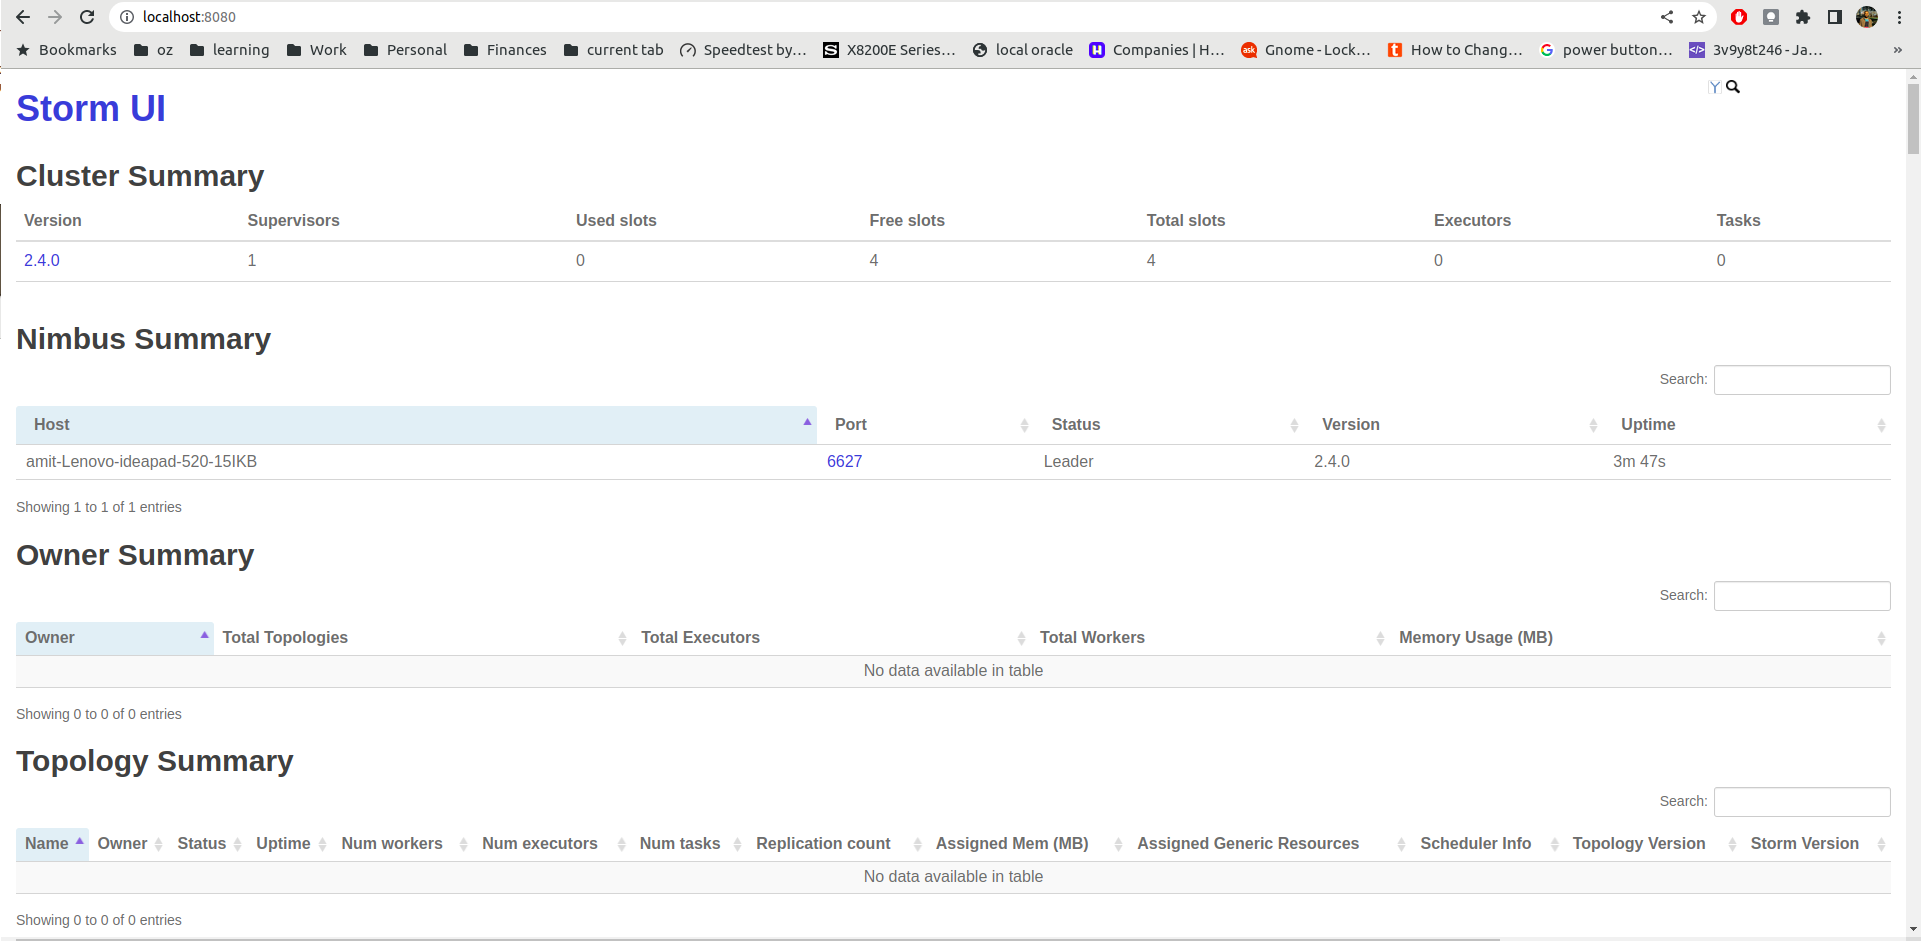 localhost:8080
Bookmarks oz learning Work Personal Finances current tab Speedtest by… X8200E Series… local oracle Companies | H… Gnome - Lock… How to Chang… power button… 3v9y8t246 - Ja… »
Storm UI
Cluster Summary
Version Supervisors Used slots Free slots Total slots Executors Tasks
2.4.0 1 0 4 4 0 0
Nimbus Summary
Search:
Host Port Status Version Uptime
amit-Lenovo-ideapad-520-15IKB 6627 Leader 2.4.0 3m 47s
Showing 1 to 1 of 1 entries
Owner Summary
Search:
Owner Total Topologies Total Executors Total Workers Memory Usage (MB)
No data available in table
Showing 0 to 0 of 0 entries
Topology Summary
Search:
Name Owner Status Uptime Num workers Num executors Num tasks Replication count Assigned Mem (MB) Assigned Generic Resources Scheduler Info Topology Version Storm Version
No data available in table
Showing 0 to 0 of 0 entries